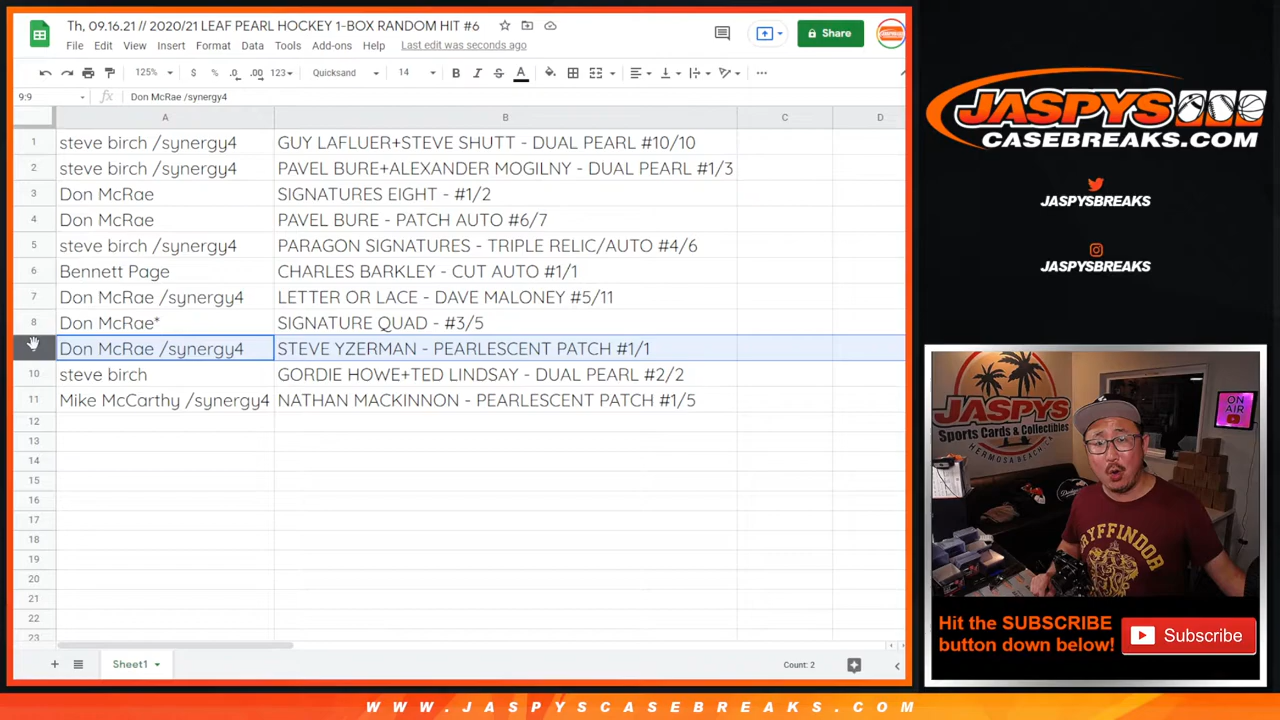 Th, 09.16.21 // 2020/21 LEAF PEARL HOCKEY 1-BOX RANDOM HIT #6
File Edit View Insert Format Data Tools Add-ons Help Last edit was seconds ago
Share
125% $ % .0 .00 123 Quicksand 14 B I S A
9:9 fx Don McRae /synergy4
A B C D
1 steve birch /synergy4 GUY LAFLUER+STEVE SHUTT - DUAL PEARL #10/10
2 steve birch /synergy4 PAVEL BURE+ALEXANDER MOGILNY - DUAL PEARL #1/3
3 Don McRae SIGNATURES EIGHT - #1/2
4 Don McRae PAVEL BURE - PATCH AUTO #6/7
5 steve birch /synergy4 PARAGON SIGNATURES - TRIPLE RELIC/AUTO #4/6
6 Bennett Page CHARLES BARKLEY - CUT AUTO #1/1
7 Don McRae /synergy4 LETTER OR LACE - DAVE MALONEY #5/11
8 Don McRae* SIGNATURE QUAD - #3/5
Don McRae /synergy4 STEVE YZERMAN - PEARLESCENT PATCH #1/1
10 steve birch GORDIE HOWE+TED LINDSAY - DUAL PEARL #2/2
11 Mike McCarthy /synergy4 NATHAN MACKINNON - PEARLESCENT PATCH #1/5
12
13
14
15
16
17
18
19
20
21
22
23
Sheet1
Count: 2
JASPYS
CASEBREAKS.COM
JASPYSBREAKS
JASPYSBREAKS
JASPYS
Sports Cards & Collectibles
HERMOSA BEACH, CA
ON AIR
Dodgers
GRYFFINDOR
Hit the SUBSCRIBE
button down below!
Subscribe
WWW.JASPYSCASEBREAKS.COM